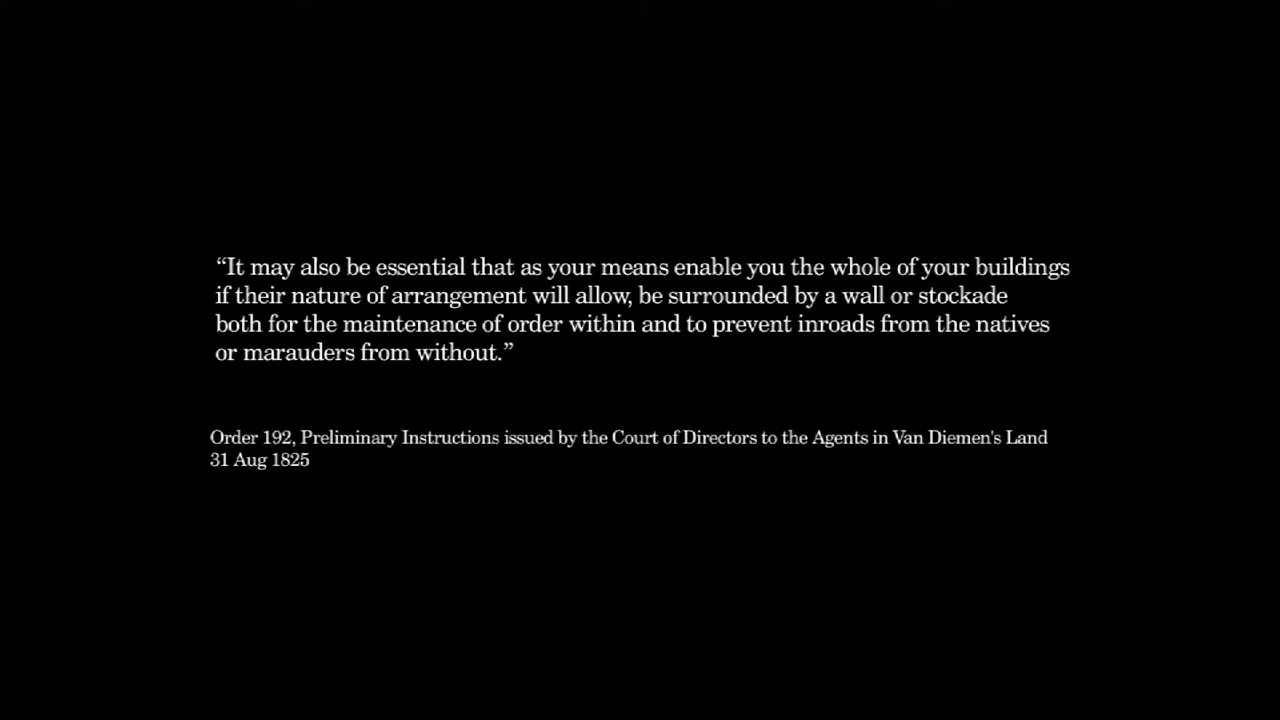 “It may also be essential that as your means enable you the whole of your buildings
if their nature of arrangement will allow, be surrounded by a wall or stockade
both for the maintenance of order within and to prevent inroads from the natives
or marauders from without.”
Order 192, Preliminary Instructions issued by the Court of Directors to the Agents in Van Diemen's Land
31 Aug 1825